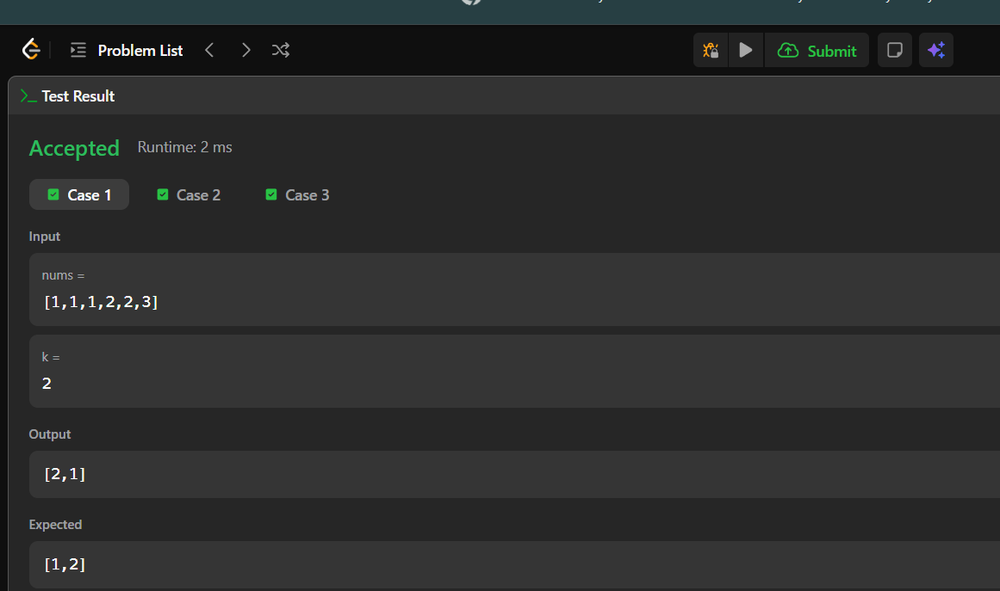 Problem List
Submit
Test Result
Accepted Runtime: 2 ms
Case 1 Case 2 Case 3
Input
nums =
[1,1,1,2,2,3]
k =
2
Output
[2,1]
Expected
[1,2]